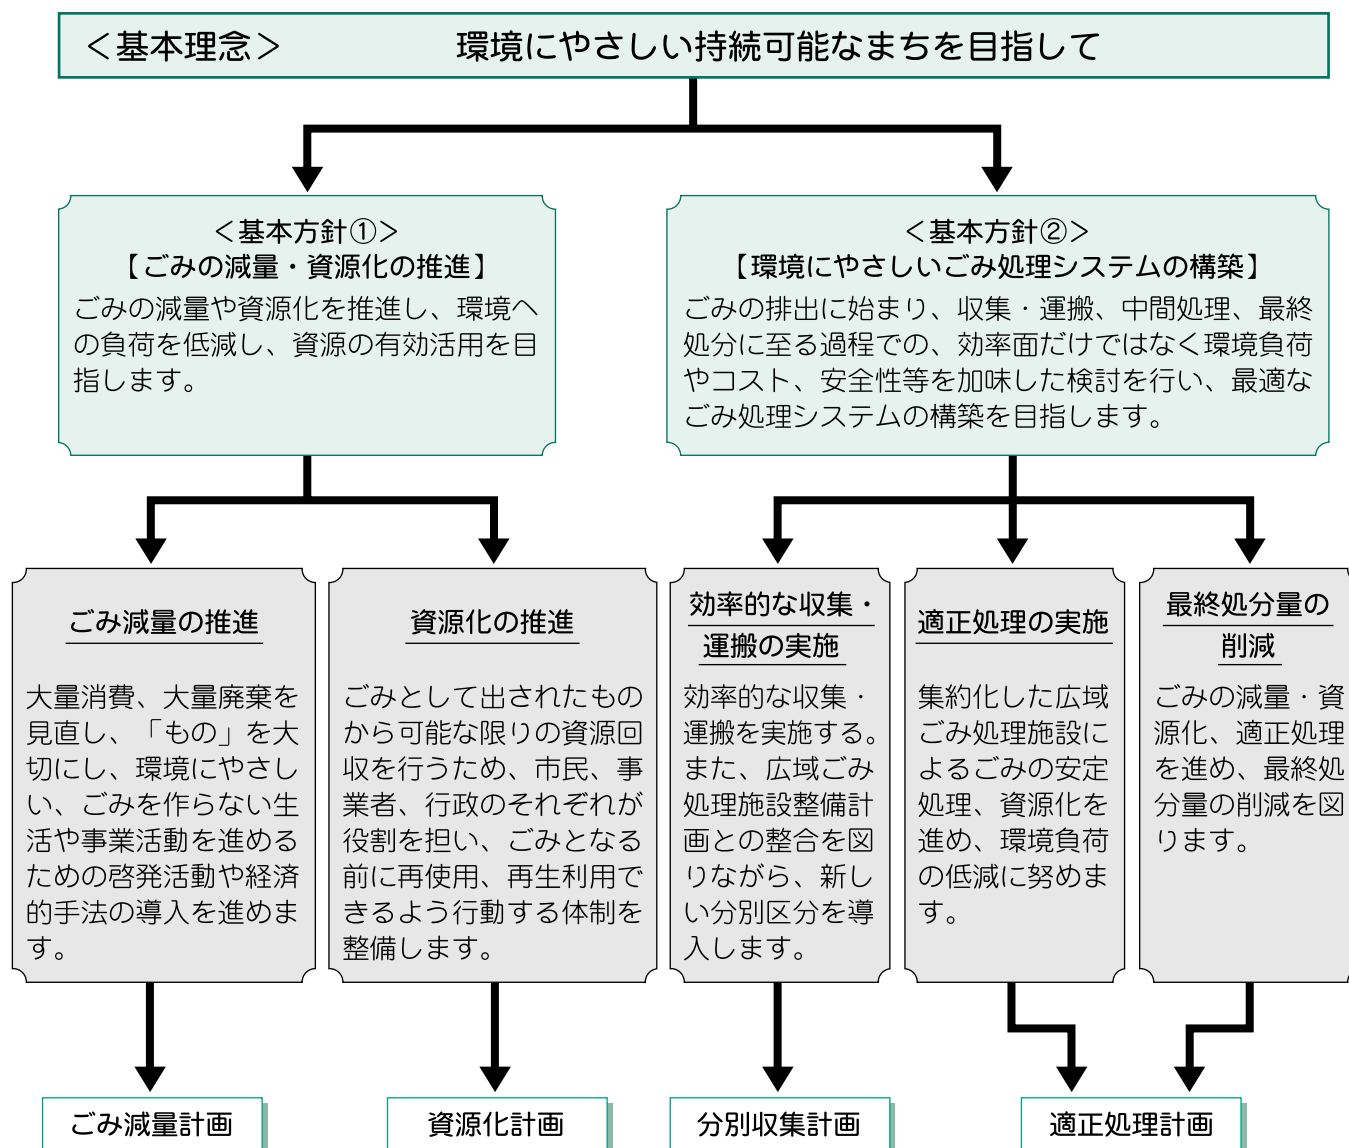 ＜基本理念＞ 環境にやさしい持続可能なまちを目指して
＜基本方針①＞
【ごみの減量・資源化の推進】
ごみの減量や資源化を推進し、環境へ
の負荷を低減し、資源の有効活用を目
指します。
＜基本方針②＞
【環境にやさしいごみ処理システムの構築】
ごみの排出に始まり、収集・運搬、中間処理、最終
処分に至る過程での、効率面だけではなく環境負荷
やコスト、安全性等を加味した検討を行い、最適な
ごみ処理システムの構築を目指します。
ごみ減量の推進
大量消費、大量廃棄を
見直し、「もの」を大
切にし、環境にやさし
い、ごみを作らない生
活や事業活動を進める
ための啓発活動や経済
的手法の導入を進めま
す。
資源化の推進
ごみとして出されたもの
から可能な限りの資源回
収を行うため、市民、事
業者、行政のそれぞれが
役割を担い、ごみとなる
前に再使用、再生利用で
きるよう行動する体制を
整備します。
効率的な収集・
運搬の実施
効率的な収集・
運搬を実施する。
また、広域ごみ
処理施設整備計
画との整合を図
りながら、新し
い分別区分を導
入します。
適正処理の実施
集約化した広域
ごみ処理施設に
よるごみの安定
処理、資源化を
進め、環境負荷
の低減に努めま
す。
最終処分量の
削減
ごみの減量・資
源化、適正処理
を進め、最終処
分量の削減を図
ります。
ごみ減量計画
資源化計画
分別収集計画
適正処理計画